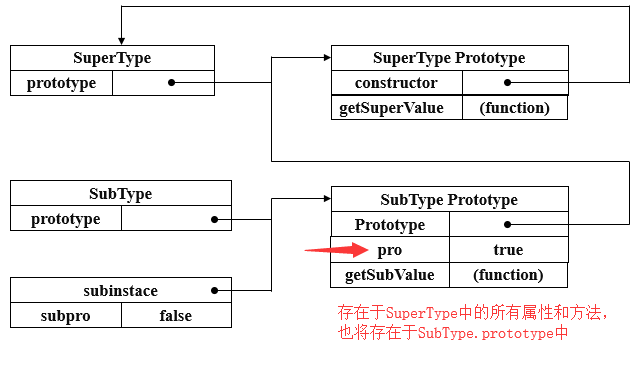 SuperType
prototype
SuperType Prototype
constructor
getSuperValue (function)
SubType
prototype
SubType Prototype
Prototype
pro true
getSubValue (function)
subinstace
subpro false
存在于SuperType中的所有属性和方法，
也将存在于SubType.prototype中